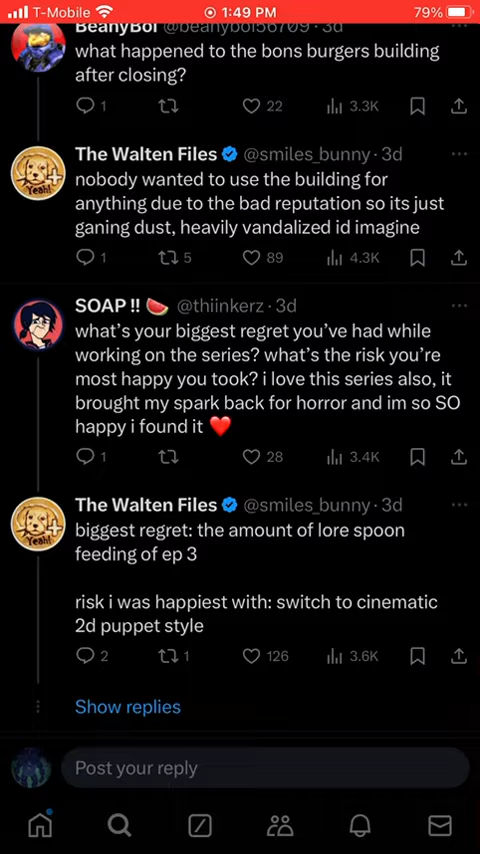 T-Mobile 1:49 PM 79%
BeanyBoi @beanyboi56709 · 3d
what happened to the bons burgers building
after closing?
1 22 3.3K
The Walten Files @smiles_bunny · 3d
nobody wanted to use the building for
anything due to the bad reputation so its just
ganing dust, heavily vandalized id imagine
1 5 89 4.3K
SOAP !! 🍉 @thiinkerz · 3d
what's your biggest regret you've had while
working on the series? what's the risk you're
most happy you took? i love this series also, it
brought my spark back for horror and im so SO
happy i found it ❤️
1 28 3.4K
Yeah!
The Walten Files @smiles_bunny · 3d
biggest regret: the amount of lore spoon
feeding of ep 3
risk i was happiest with: switch to cinematic
2d puppet style
2 1 126 3.6K
Yeah!
Show replies
Post your reply